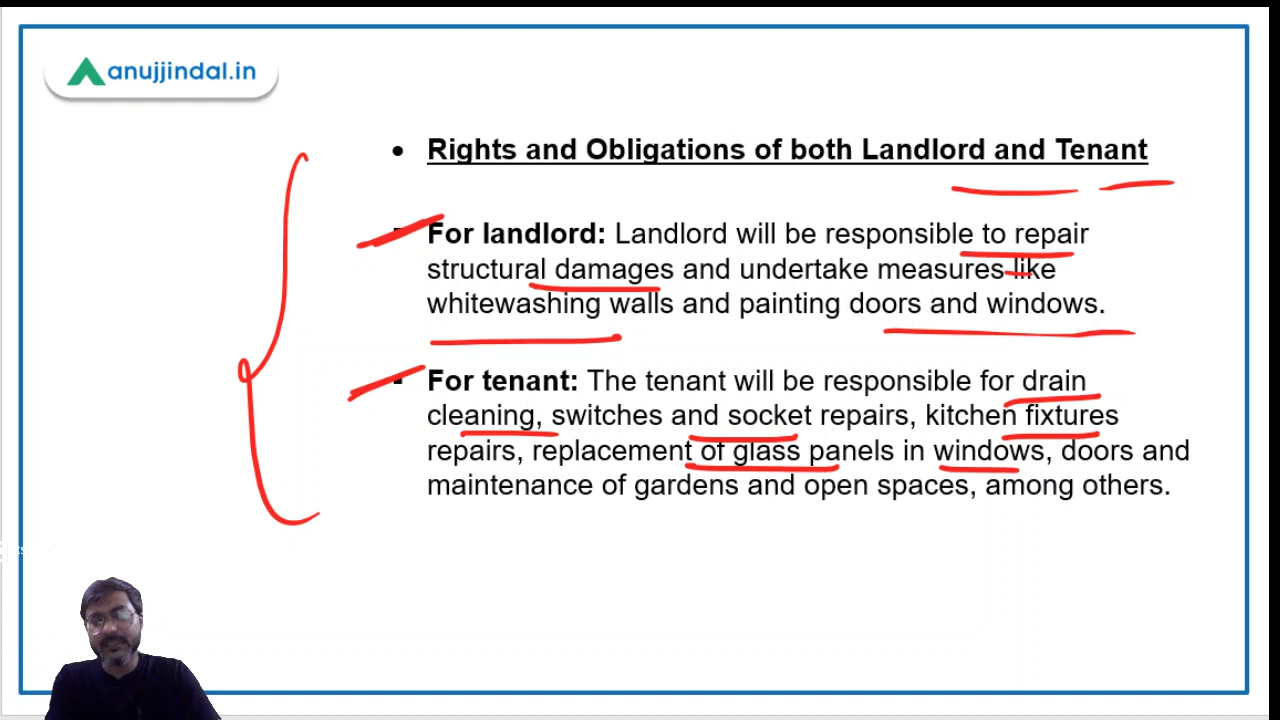 anujjindal.in
• Rights and Obligations of both Landlord and Tenant
▪ For landlord: Landlord will be responsible to repair
structural damages and undertake measures like
whitewashing walls and painting doors and windows.
▪ For tenant: The tenant will be responsible for drain
cleaning, switches and socket repairs, kitchen fixtures
repairs, replacement of glass panels in windows, doors and
maintenance of gardens and open spaces, among others.